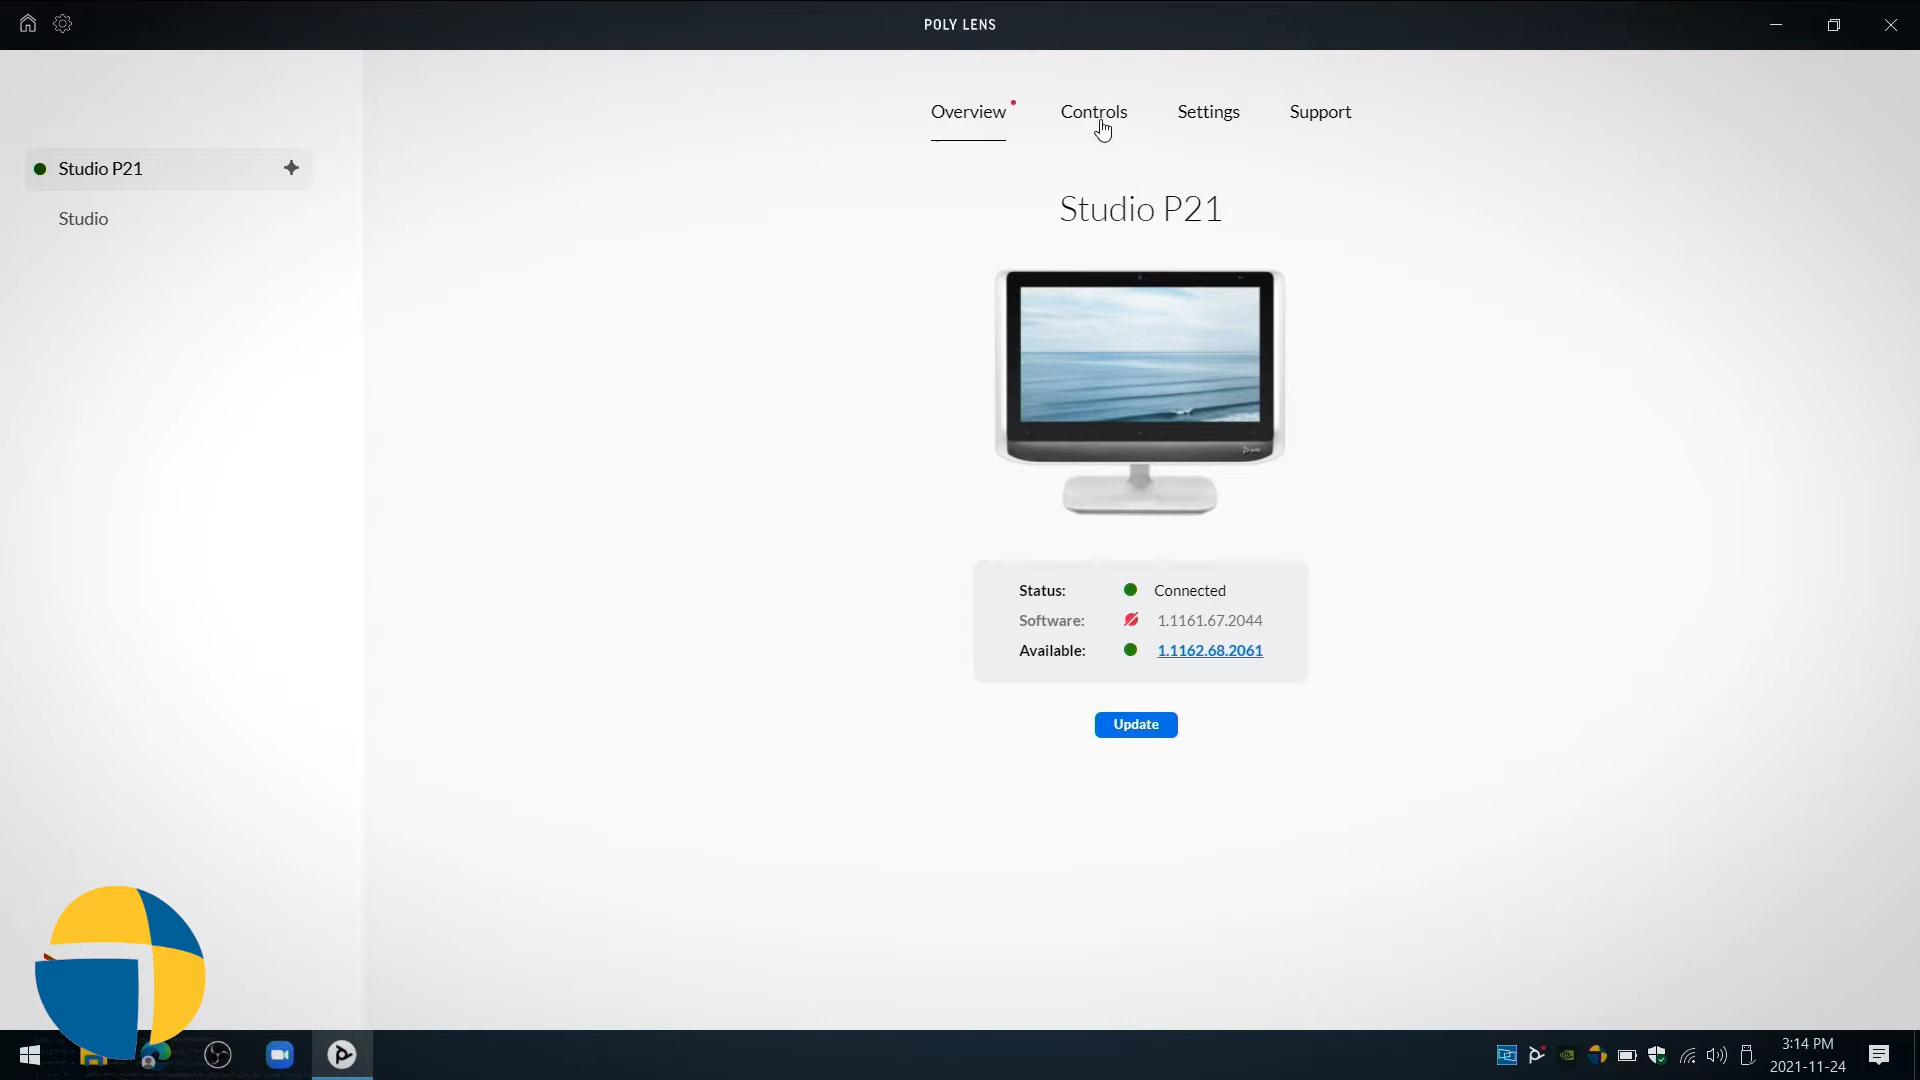 POLY LENS
Overview
Controls
Settings
Support
Studio P21
Studio
Studio P21
poly
Status: Connected
Software: 1.1161.67.2044
Available: 1.1162.68.2061
Update
3:14 PM
2021-11-24